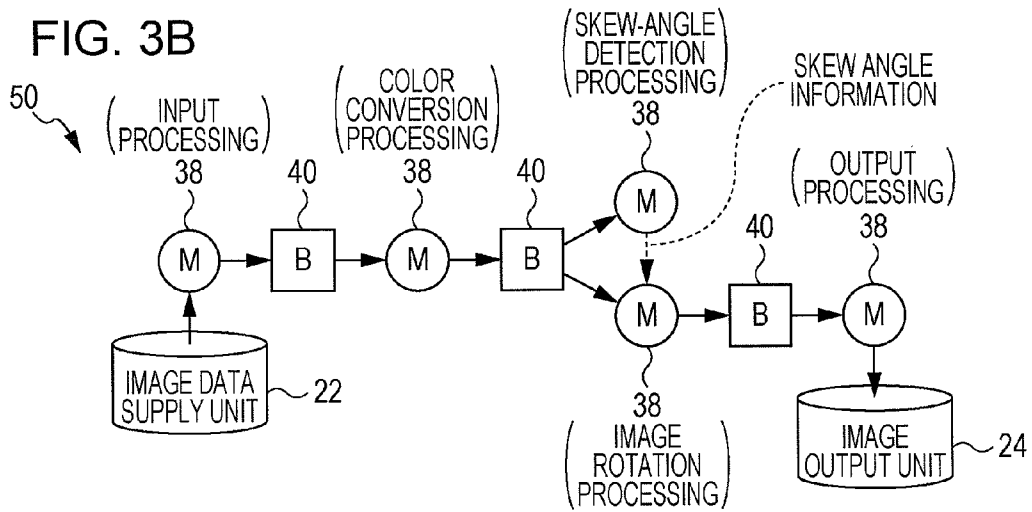 FIG. 3B
50
(INPUT
PROCESSING)
38
40
(COLOR
CONVERSION
PROCESSING)
38
40
(SKEW-ANGLE
DETECTION
PROCESSING)
38
SKEW ANGLE
INFORMATION
(OUTPUT
PROCESSING)
38
40
M
B
M
B
M
M
B
M
IMAGE DATA
SUPPLY UNIT
22
38
(IMAGE
ROTATION
PROCESSING)
IMAGE
OUTPUT UNIT
24